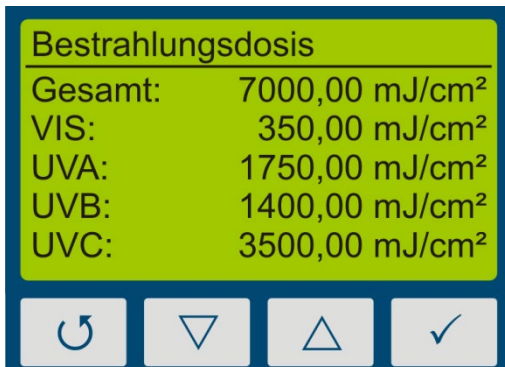 Bestrahlungsdosis
Gesamt: 7000,00 mJ/cm²
VIS: 350,00 mJ/cm²
UVA: 1750,00 mJ/cm²
UVB: 1400,00 mJ/cm²
UVC: 3500,00 mJ/cm²